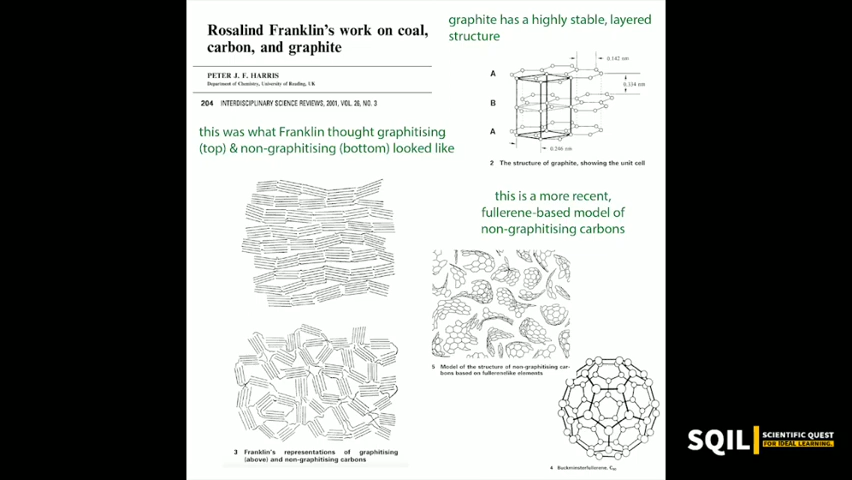 Rosalind Franklin's work on coal,
carbon, and graphite
PETER J. F. HARRIS
Department of Chemistry, University of Reading, UK
204 INTERDISCIPLINARY SCIENCE REVIEWS, 2001, VOL. 26, NO. 3
this was what Franklin thought graphitising
(top) & non-graphitising (bottom) looked like
3 Franklin's representations of graphitising
(above) and non-graphitising carbons
graphite has a highly stable, layered
structure
0.142 nm
A
0.334 nm
B
A
0.246 nm
2 The structure of graphite, showing the unit cell
this is a more recent,
fullerene-based model of
non-graphitising carbons
5 Model of the structure of non-graphitising car-
bons based on fullerenelike elements
4 Buckminsterfullerene, C60
SQIL
SCIENTIFIC QUEST
FOR IDEAL LEARNING.